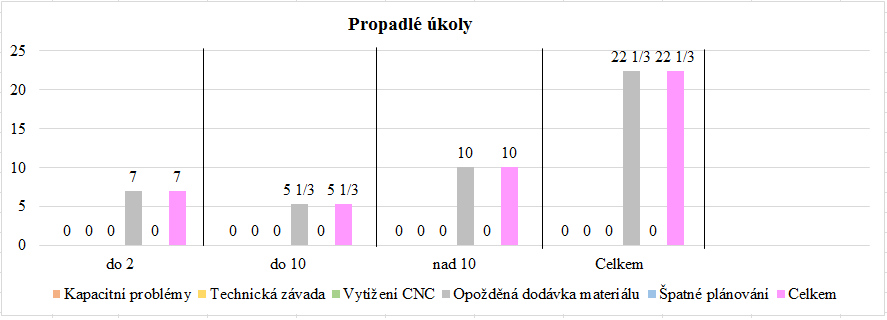 Propadlé úkoly
25
22 1/3 22 1/3
20
15
10 10
10
7 7
5 1/3 5 1/3
5
0 0 0 0 0 0 0 0 0 0 0 0 0 0 0 0
0
do 2 do 10 nad 10 Celkem
Kapacitní problémy Technická závada Vytížení CNC Opožděná dodávka materiálu Špatné plánování Celkem